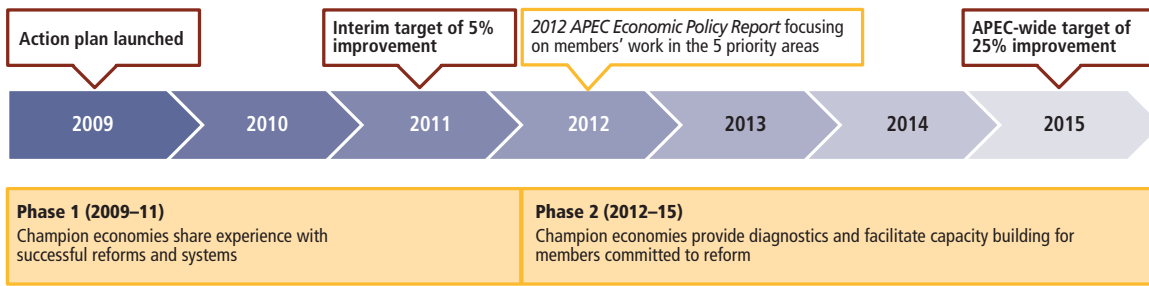 Action plan launched
Interim target of 5%
improvement
2012 APEC Economic Policy Report focusing
on members’ work in the 5 priority areas
APEC-wide target of
25% improvement
2009
2010
2011
2012
2013
2014
2015
Phase 1 (2009–11)
Champion economies share experience with
successful reforms and systems
Phase 2 (2012–15)
Champion economies provide diagnostics and facilitate capacity building for
members committed to reform